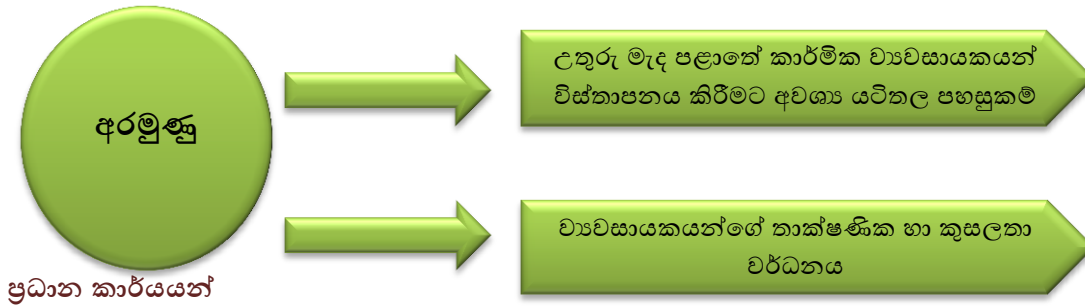 අරමුණු
උතුරු මැද පළාතේ කාර්මික ව්‍යවසායකයන්
විස්තාපනය කිරීමට අවශ්‍ය යටිතල පහසුකම්
ව්‍යවසායකයන්ගේ තාක්ෂණික හා කුසලතා
වර්ධනය
ප්‍රධාන කාර්යයන්